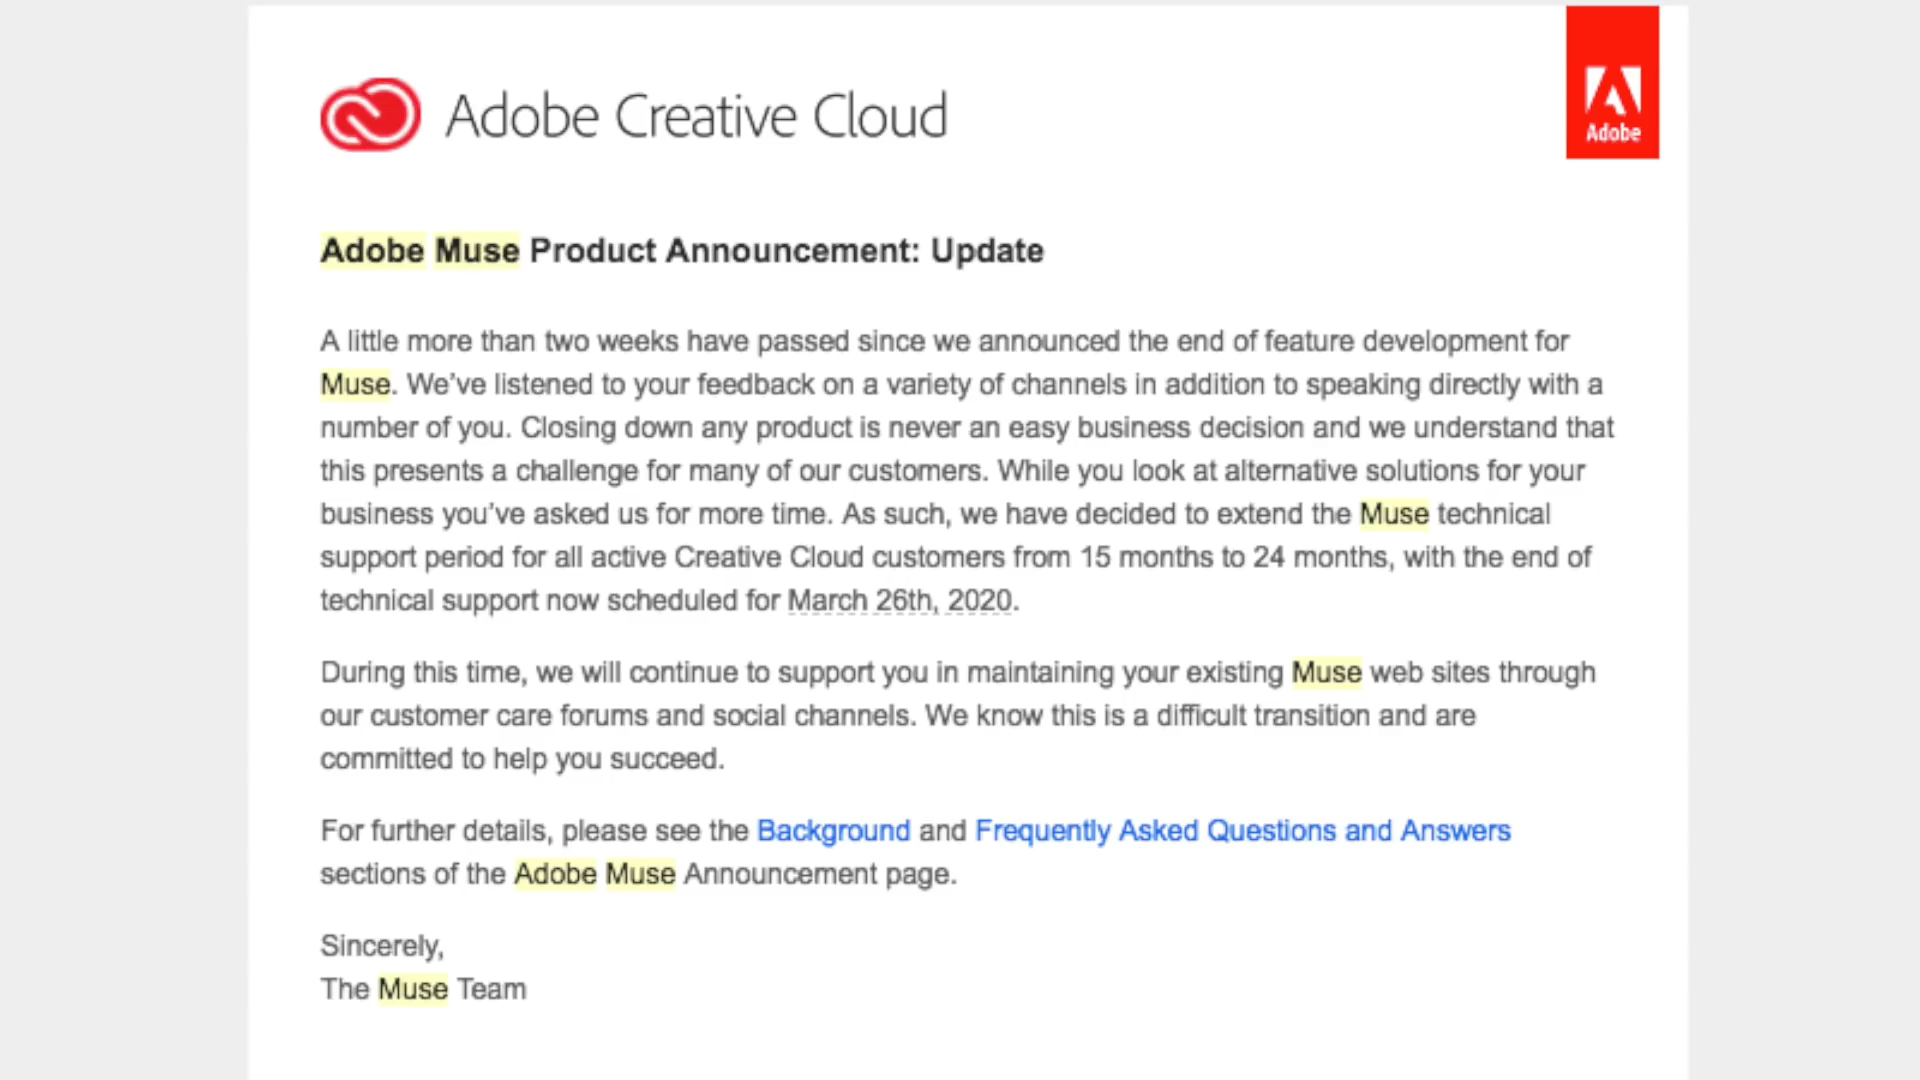 Adobe Creative Cloud
Adobe
Adobe Muse Product Announcement: Update
A little more than two weeks have passed since we announced the end of feature development for
Muse. We’ve listened to your feedback on a variety of channels in addition to speaking directly with a
number of you. Closing down any product is never an easy business decision and we understand that
this presents a challenge for many of our customers. While you look at alternative solutions for your
business you’ve asked us for more time. As such, we have decided to extend the Muse technical
support period for all active Creative Cloud customers from 15 months to 24 months, with the end of
technical support now scheduled for March 26th, 2020.
During this time, we will continue to support you in maintaining your existing Muse web sites through
our customer care forums and social channels. We know this is a difficult transition and are
committed to help you succeed.
For further details, please see the Background and Frequently Asked Questions and Answers
sections of the Adobe Muse Announcement page.
Sincerely,
The Muse Team